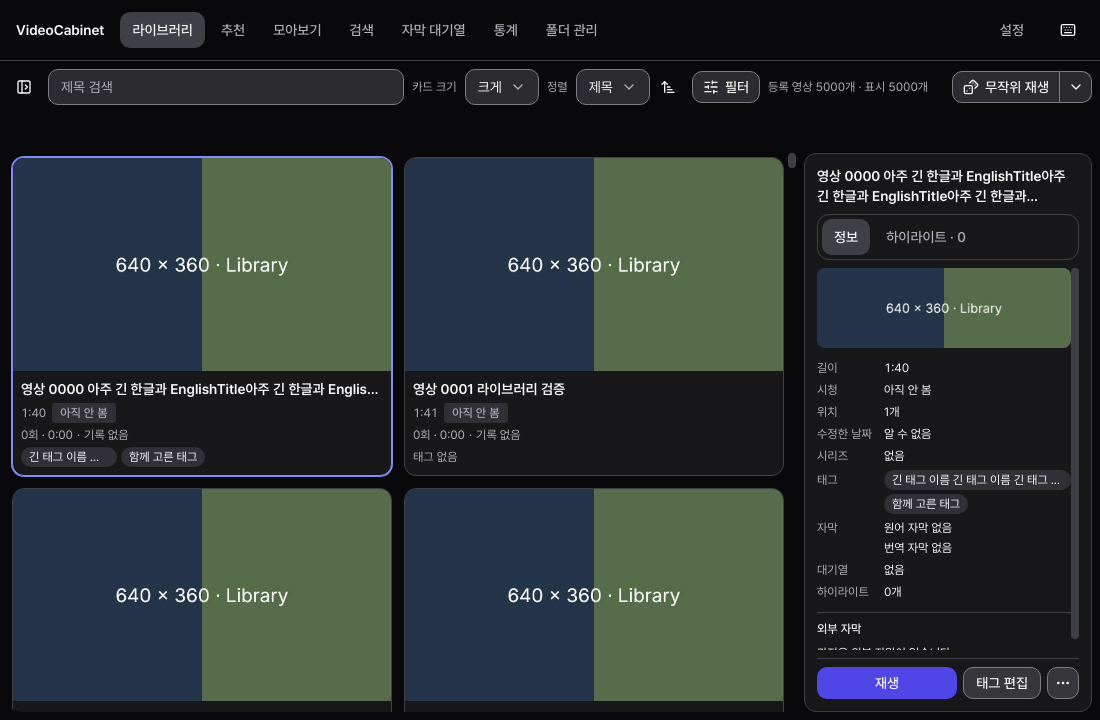 VideoCabinet 라이브러리 추천 모아보기 검색 자막 대기열 통계 폴더 관리 설정
제목 검색 카드 크기 크게 정렬 제목 필터 등록 영상 5000개 · 표시 5000개 무작위 재생
640 × 360 · Library
영상 0000 아주 긴 한글과 EnglishTitle아주 긴 한글과 Englis...
1:40 아직 안 봄
0회 · 0:00 · 기록 없음
긴 태그 이름 ... 함께 고른 태그
640 × 360 · Library
영상 0001 라이브러리 검증
1:41 아직 안 봄
0회 · 0:00 · 기록 없음
태그 없음
640 × 360 · Library
640 × 360 · Library
영상 0000 아주 긴 한글과 EnglishTitle아주
긴 한글과 EnglishTitle아주 긴 한글과...
정보 하이라이트 · 0
640 × 360 · Library
길이 1:40
시청 아직 안 봄
위치 1개
수정한 날짜 알 수 없음
시리즈 없음
태그 긴 태그 이름 긴 태그 이름 긴 태그 ...
함께 고른 태그
자막 원어 자막 없음
번역 자막 없음
대기열 없음
하이라이트 0개
외부 자막
재생 태그 편집